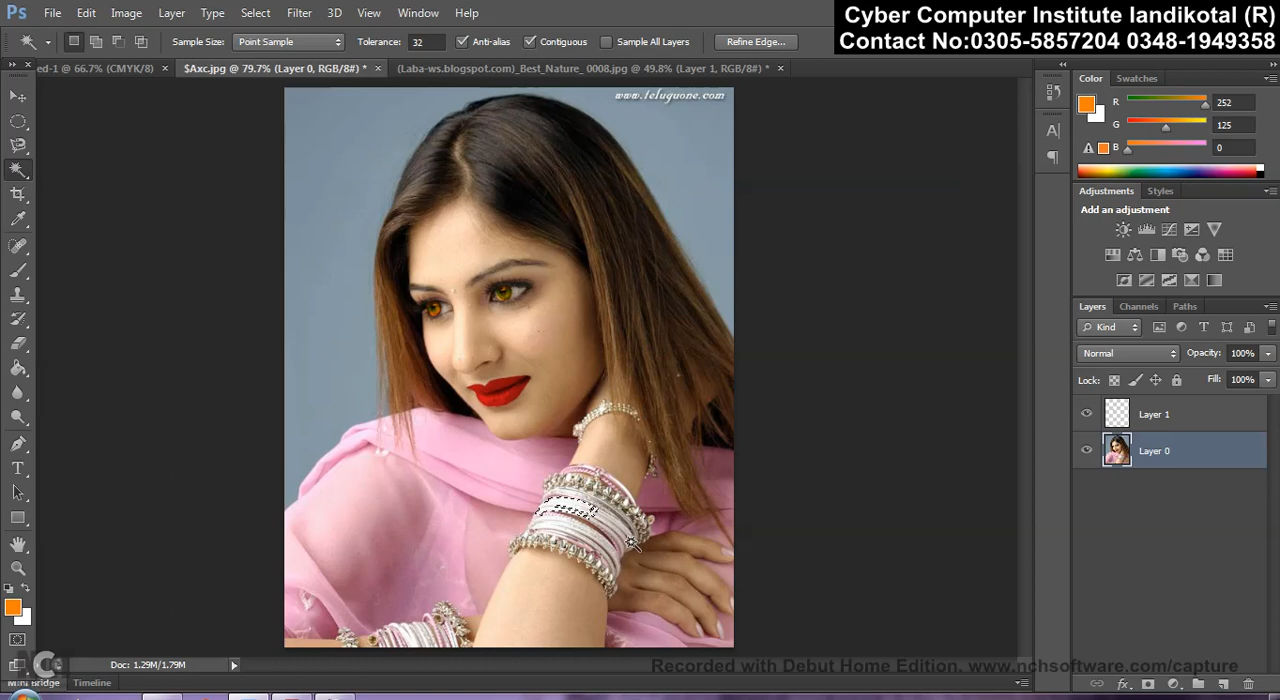 Ps File Edit Image Layer Type Select Filter 3D View Window Help
Cyber Computer Institute landikotal (R)
Contact No:0305-5857204 0348-1949358
Sample Size: Point Sample Tolerance: 32 Anti-alias Contiguous Sample All Layers Refine Edge...
ed-1 @ 66.7% (CMYK/8) × $Axc.jpg @ 79.7% (Layer 0, RGB/8#) * × (Laba-ws.blogspot.com)_Best_Nature_ 0008.jpg @ 49.8% (Layer 1, RGB/8#) * ×
www.teluguone.com
Color Swatches
R 252
G 125
B 0
Adjustments Styles
Add an adjustment
Layers Channels Paths
Kind T
Normal Opacity: 100%
Lock: Fill: 100%
Layer 1
Layer 0
A
T
Doc: 1.29M/1.79M
Recorded with Debut Home Edition. www.nchsoftware.com/capture
Mini Bridge Timeline
fx